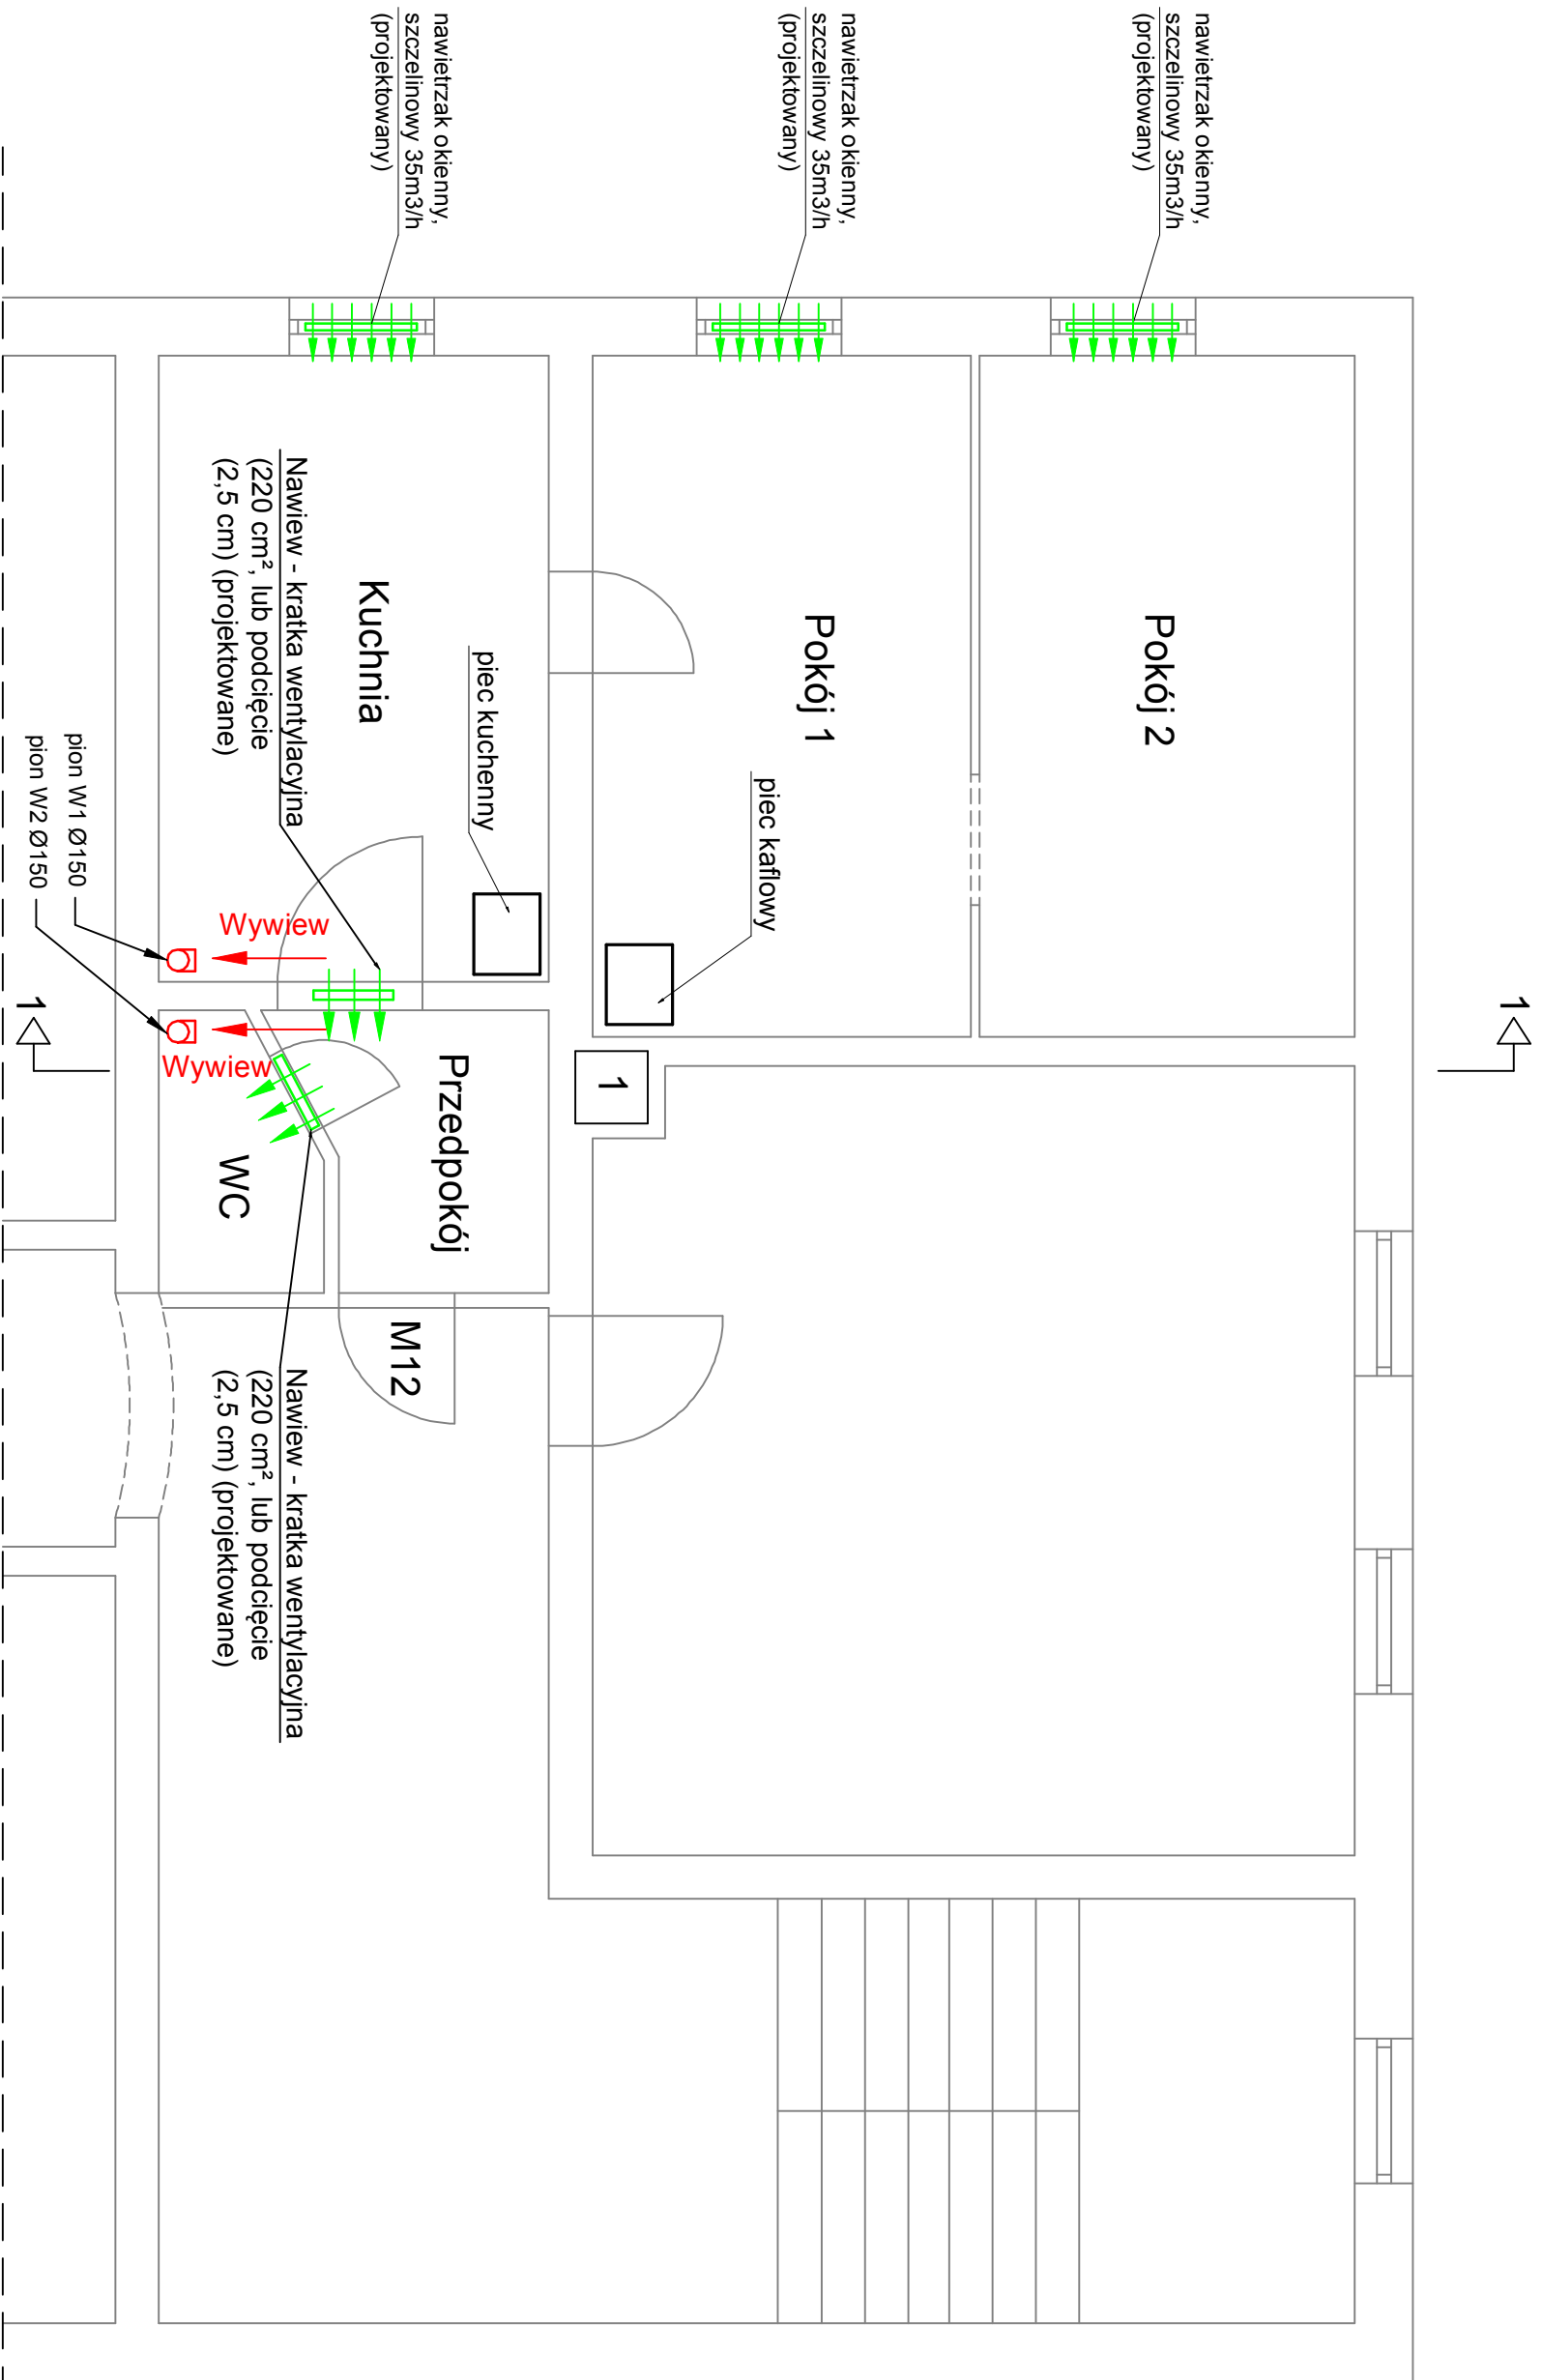 nawietrzak okienny,
szczelinowy 35m3/h
(projektowany)
nawietrzak okienny,
szczelinowy 35m3/h
(projektowany)
nawietrzak okienny,
szczelinowy 35m3/h
(projektowany)
1
Pokój 2
Pokój 1
piec kaflowy
piec kuchenny
Kuchnia
Nawiew - kratka wentylacyjna
(220 cm², lub podcięcie
(2,5 cm) (projektowane)
Wywiew
pion W1 Ø150
pion W2 Ø150
1
Wywiew
1
Przedpokój
WC
M12
Nawiew - kratka wentylacyjna
(220 cm², lub podcięcie
(2,5 cm) (projektowane)